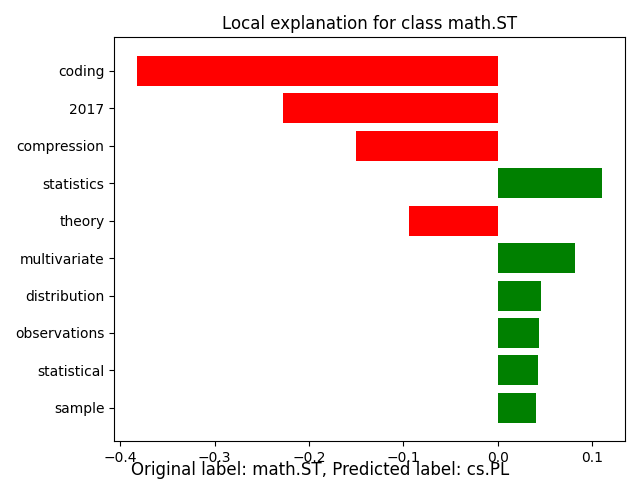 Local explanation for class math.ST
coding
2017
compression
statistics
theory
multivariate
distribution
observations
statistical
sample
−0.4 −0.3 −0.2 −0.1 0.0 0.1
Original label: math.ST, Predicted label: cs.PL